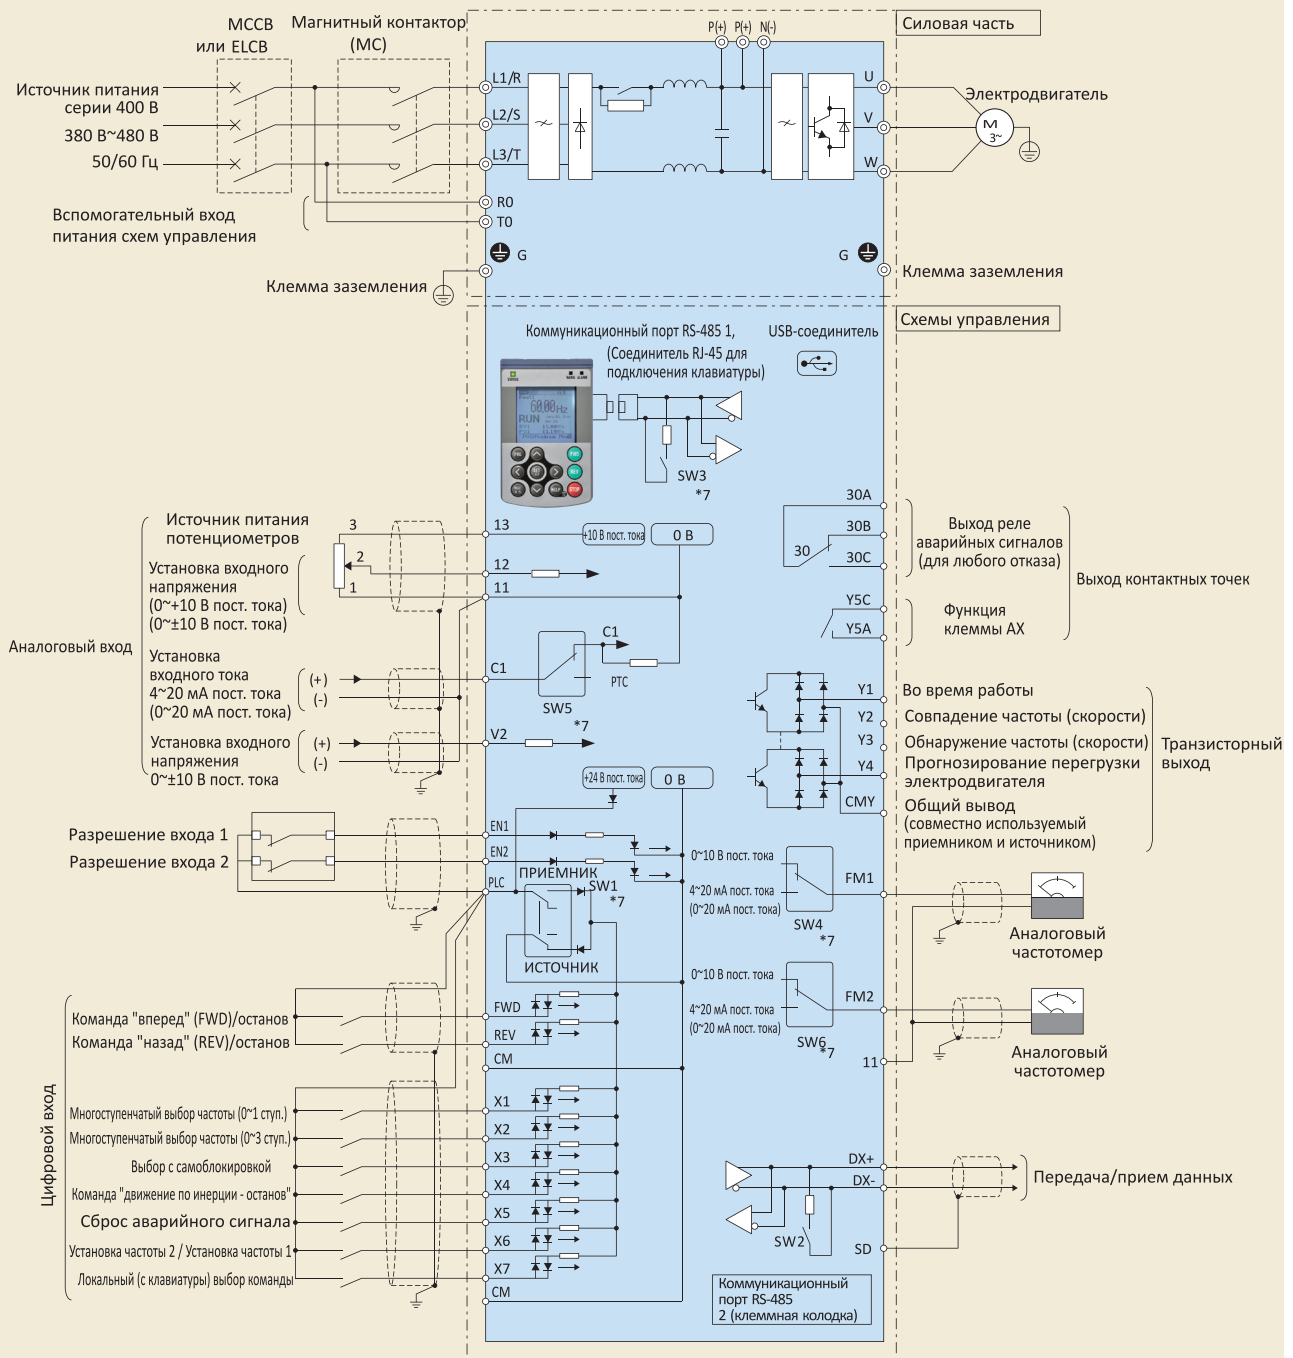 MCCB
или ELCB
Магнитный контактор
(MC)
P(+) P(+) N(-)
Силовая часть
Источник питания
серии 400 В
380 В~480 В
50/60 Гц
L1/R
L2/S
L3/T
R0
T0
U
V
W
Электродвигатель
M
3~
Вспомогательный вход
питания схем управления
G
G
Клемма заземления
Клемма заземления
Схемы управления
Коммуникационный порт RS-485 1,
(Соединитель RJ-45 для
подключения клавиатуры)
USB-соединитель
60.00Hz
RUN
STOP
SW3
*7
30A
30B
30C
30
Выход реле
аварийных сигналов
(для любого отказа)
Выход контактных точек
Y5C
Y5A
Функция
клеммы AX
Аналоговый вход
Источник питания
потенциометров
3
2
1
13
12
11
+10 В пост. тока
0 В
Установка входного
напряжения
(0~+10 В пост. тока)
(0~±10 В пост. тока)
Установка
входного тока
4~20 мА пост. тока
(0~20 мА пост. тока)
(+)
(-)
C1
C1
PTC
SW5
*7
Установка входного
напряжения
0~±10 В пост. тока
(+)
(-)
V2
+24 В пост. тока
0 В
Y1
Y2
Y3
Y4
CMY
Во время работы
Совпадение частоты (скорости)
Обнаружение частоты (скорости)
Прогнозирование перегрузки
электродвигателя
Общий вывод
(совместно используемый
приемником и источником)
Транзисторный
выход
Разрешение входа 1
Разрешение входа 2
EN1
EN2
PLC
ПРИЕМНИК
SW1
*7
ИСТОЧНИК
0~10 В пост. тока
4~20 мА пост. тока
(0~20 мА пост. тока)
SW4
*7
FM1
Аналоговый
частотомер
0~10 В пост. тока
4~20 мА пост. тока
(0~20 мА пост. тока)
SW6
*7
FM2
11
Аналоговый
частотомер
Цифровой вход
Команда "вперед" (FWD)/останов
Команда "назад" (REV)/останов
FWD
REV
CM
Многоступенчатый выбор частоты (0~1 ступ.)
Многоступенчатый выбор частоты (0~3 ступ.)
Выбор с самоблокировкой
Команда "движение по инерции - останов"
Сброс аварийного сигнала
Установка частоты 2 / Установка частоты 1
Локальный (с клавиатуры) выбор команды
X1
X2
X3
X4
X5
X6
X7
CM
DX+
DX-
SD
SW2
Передача/прием данных
Коммуникационный
порт RS-485
2 (клеммная колодка)